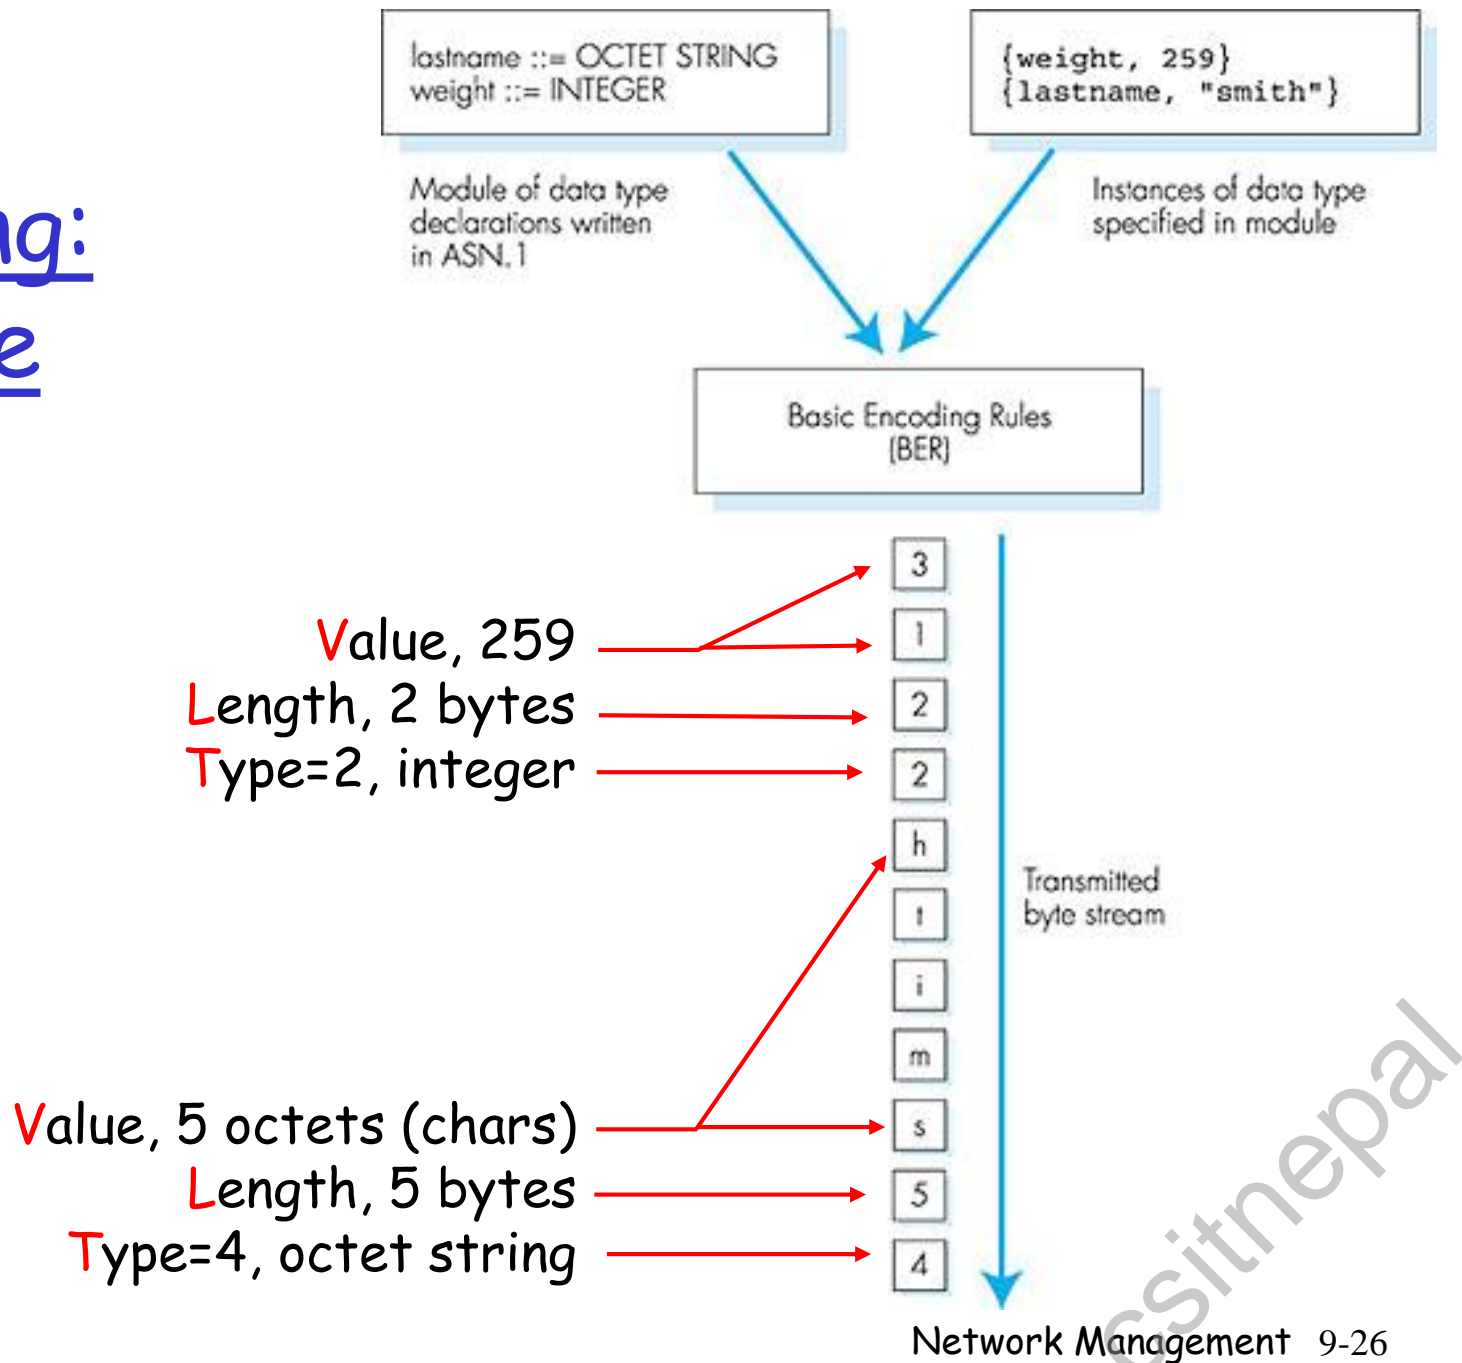 lastname ::= OCTET STRING
weight ::= INTEGER
{weight, 259}
{lastname, "smith"}
Module of data type
declarations written
in ASN.1
Instances of data type
specified in module
ng:
e
Basic Encoding Rules
(BER)
3
Value, 259
1
Length, 2 bytes
2
Type=2, integer
2
h
Transmitted
byte stream
t
i
m
Value, 5 octets (chars)
s
Length, 5 bytes
5
Type=4, octet string
4
csitnepal
Network Management 9-26